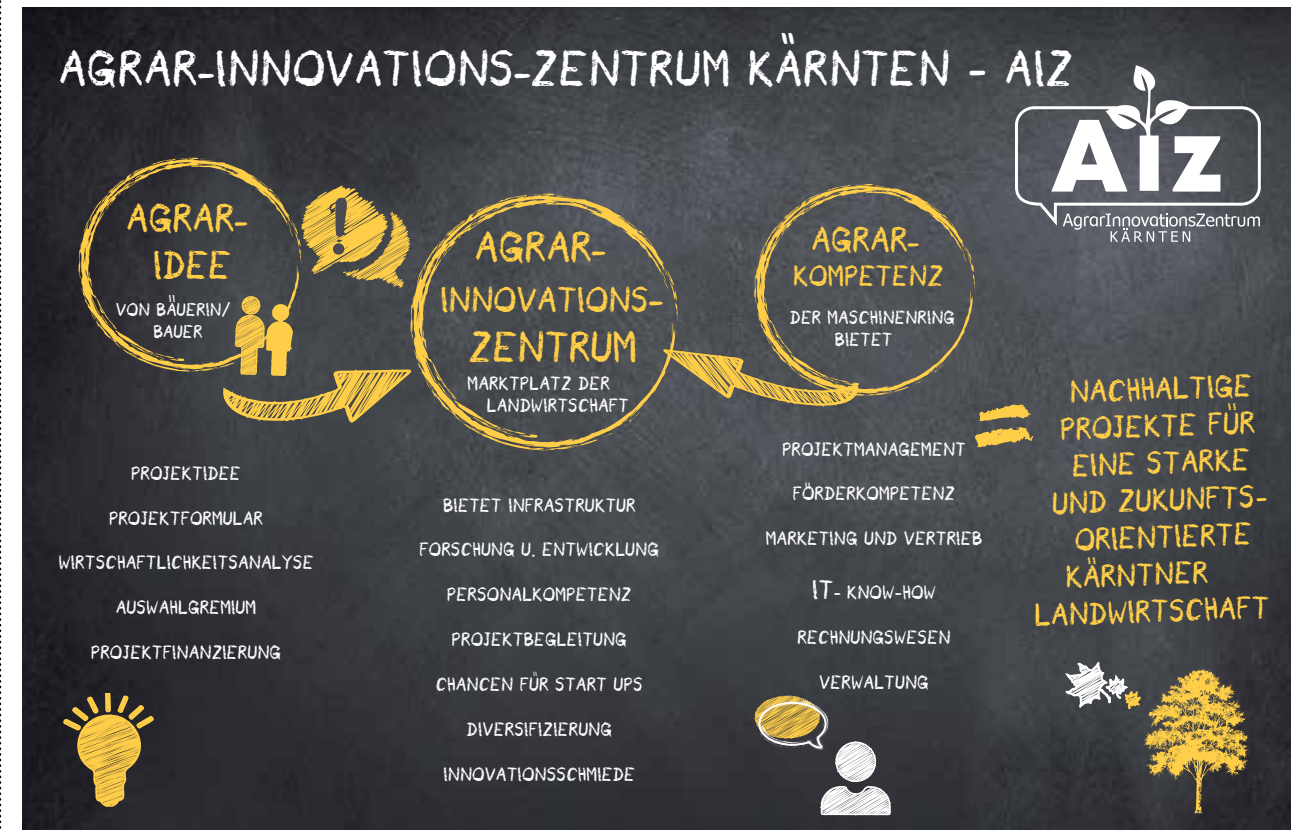 AGRAR-INNOVATIONS-ZENTRUM KÄRNTEN - AIZ
AIZ
AgrarInnovationsZentrum
KÄRNTEN
AGRAR-
IDEE
VON BÄUERIN/
BAUER
!
PROJEKTIDEE
PROJEKTFORMULAR
WIRTSCHAFTLICHKEITSANALYSE
AUSWAHLGREMIUM
PROJEKTFINANZIERUNG
AGRAR-
INNOVATIONS-
ZENTRUM
MARKTPLATZ DER
LANDWIRTSCHAFT
BIETET INFRASTRUKTUR
FORSCHUNG U. ENTWICKLUNG
PERSONALKOMPETENZ
PROJEKTBEGLEITUNG
CHANCEN FÜR START UPS
DIVERSIFIZIERUNG
INNOVATIONSSCHMIEDE
AGRAR-
KOMPETENZ
DER MASCHINENRING
BIETET
PROJEKTMANAGEMENT
FÖRDERKOMPETENZ
MARKETING UND VERTRIEB
IT- KNOW-HOW
RECHNUNGSWESEN
VERWALTUNG
=
NACHHALTIGE
PROJEKTE FÜR
EINE STARKE
UND ZUKUNFTS-
ORIENTIERTE
KÄRNTNER
LANDWIRTSCHAFT